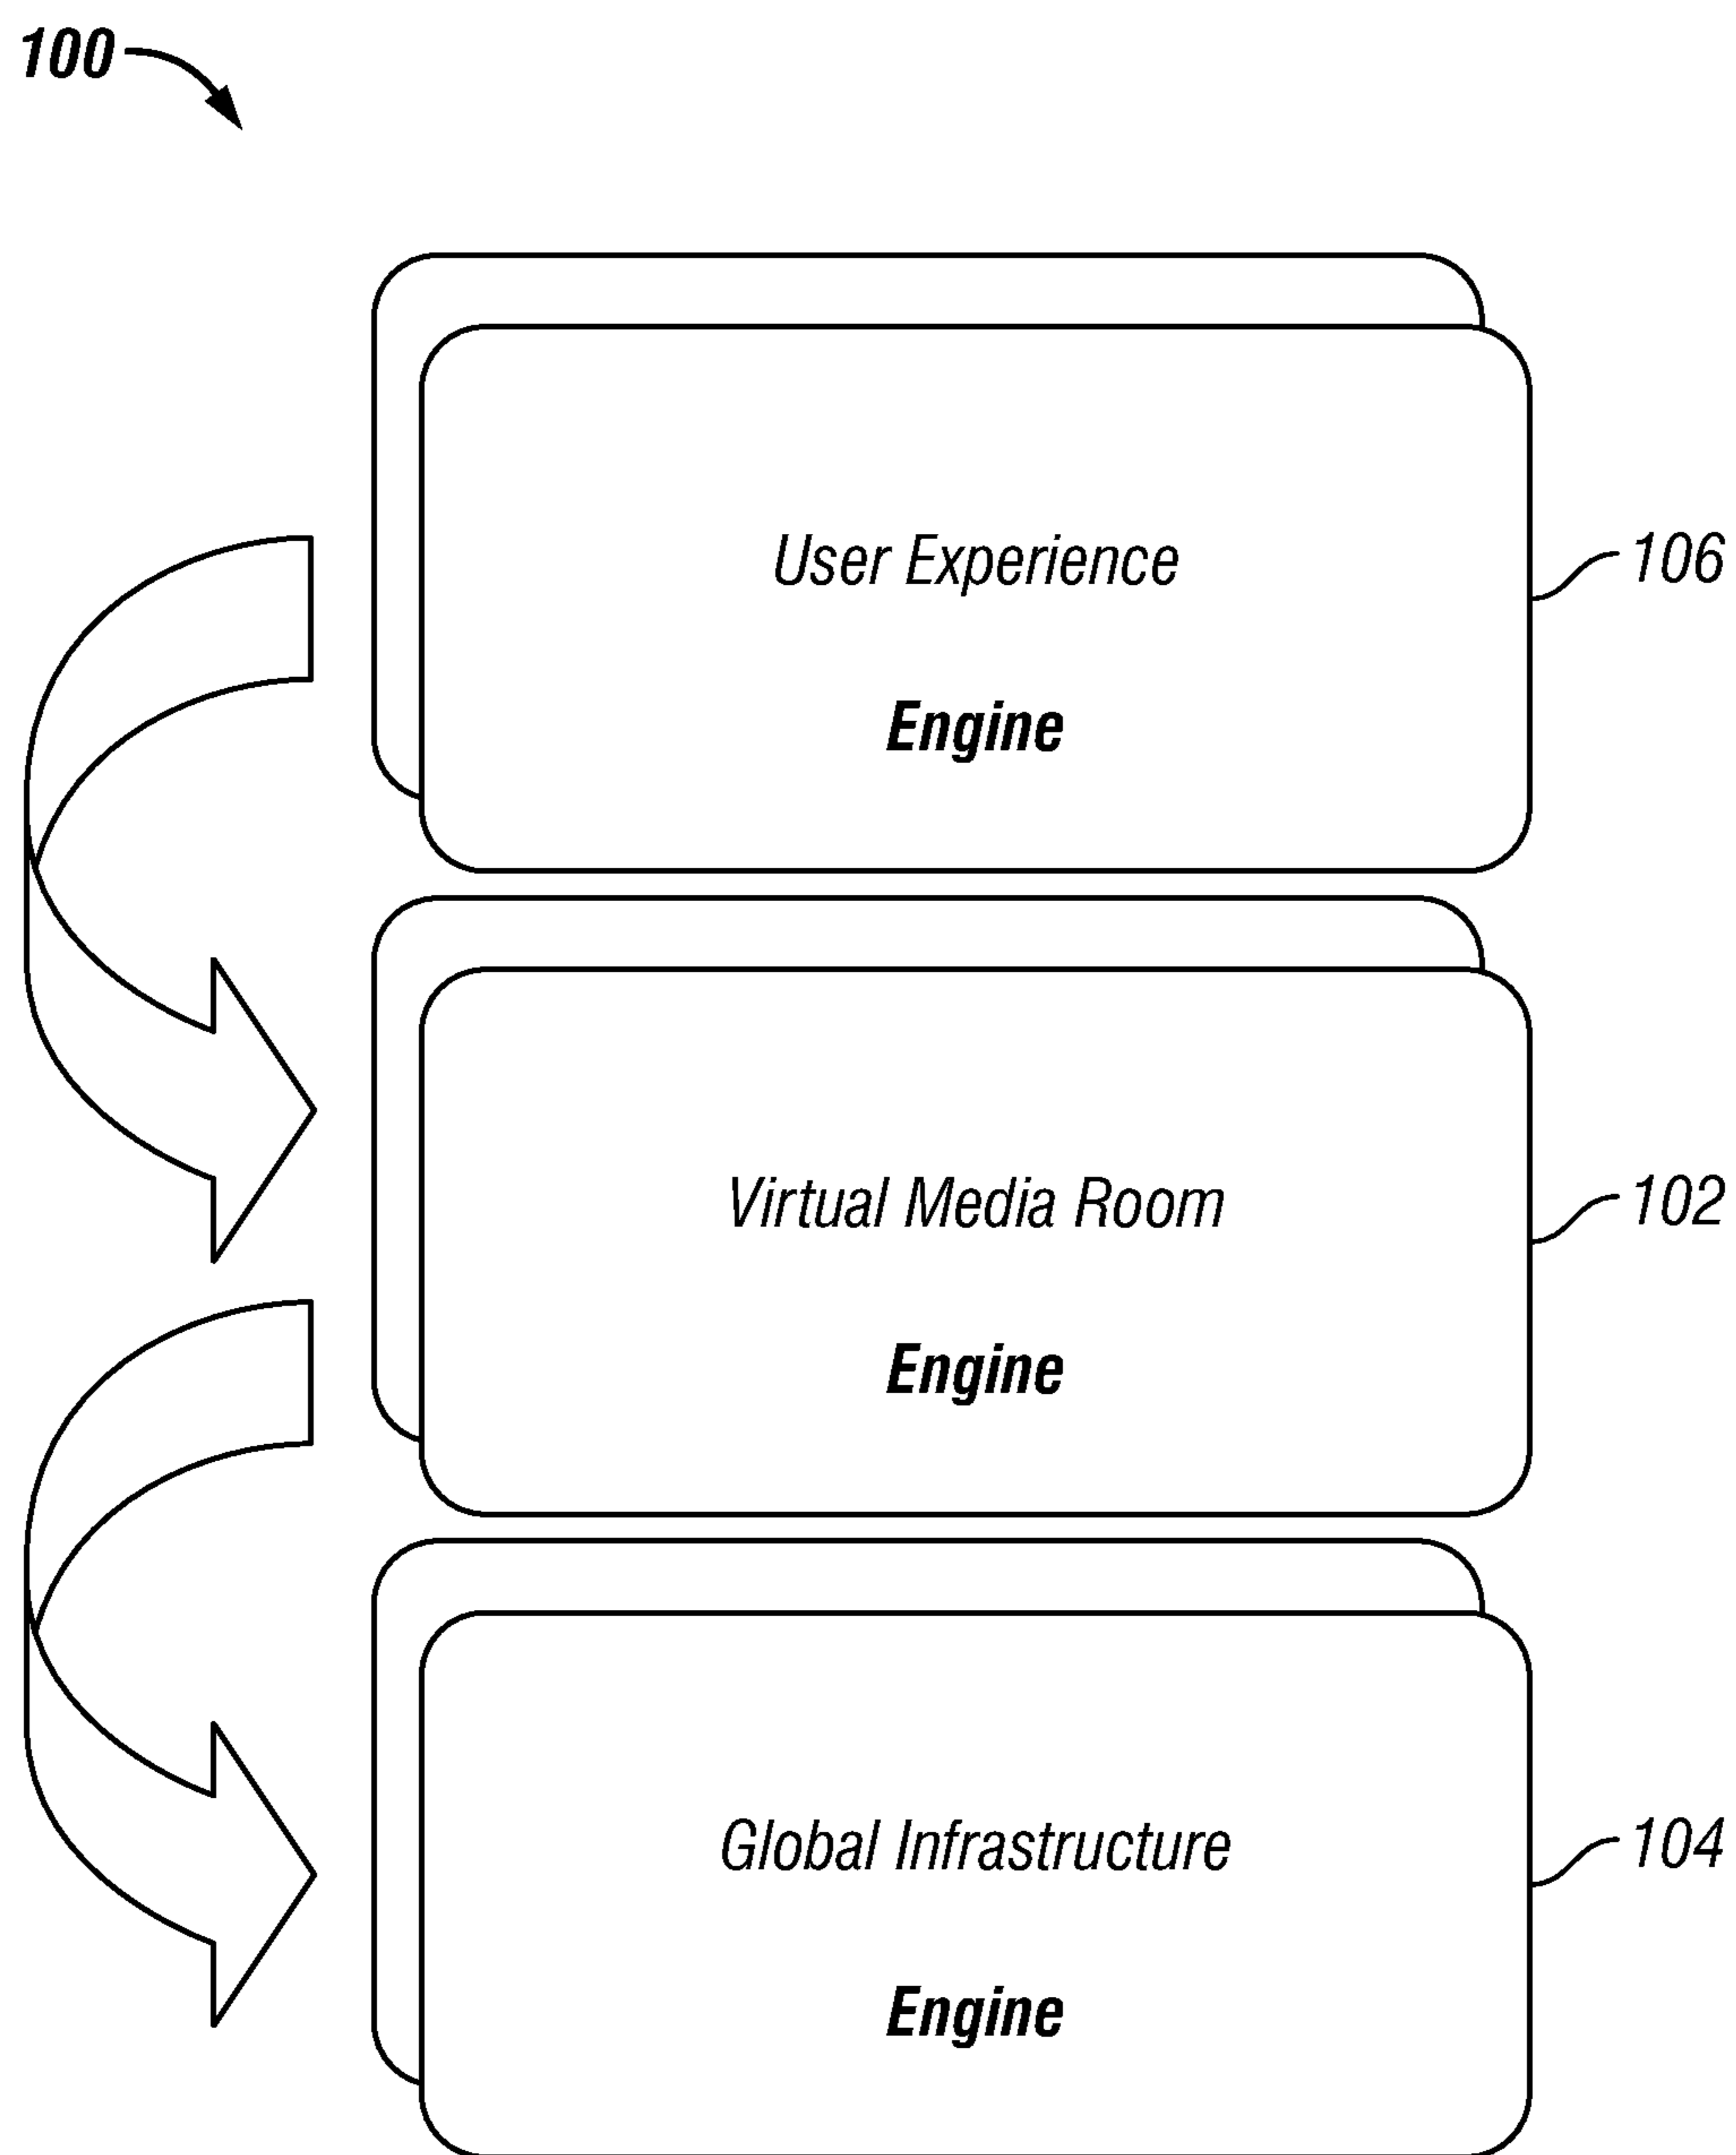 100
User Experience
106
Engine
Virtual Media Room
102
Engine
Global Infrastructure
104
Engine